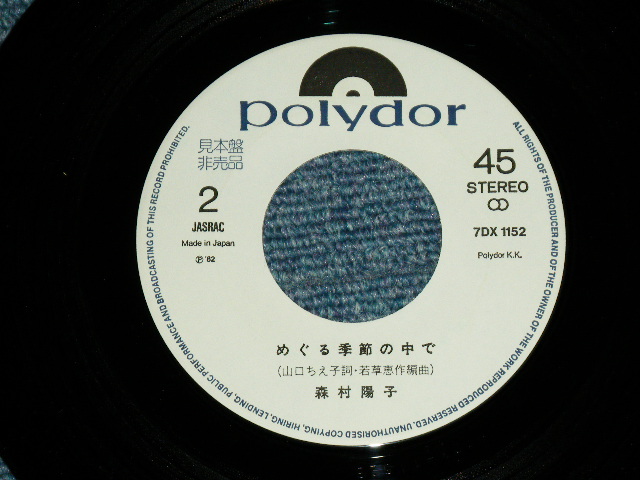 polydor
見本盤
非売品
2
JASRAC
Made in Japan
Ⓟ '82
45
STEREO
7DX 1152
Polydor K.K.
めぐる季節の中で
(山口ちえ子詞・若草恵作編曲)
森村陽子
ALL RIGHTS OF THE PRODUCER AND OF THE OWNER OF THE WORK REPRODUCED RESERVED. UNAUTHORISED COPYING, HIRING, LENDING, PUBLIC PERFORMANCE AND BROADCASTING OF THIS RECORD PROHIBITED.